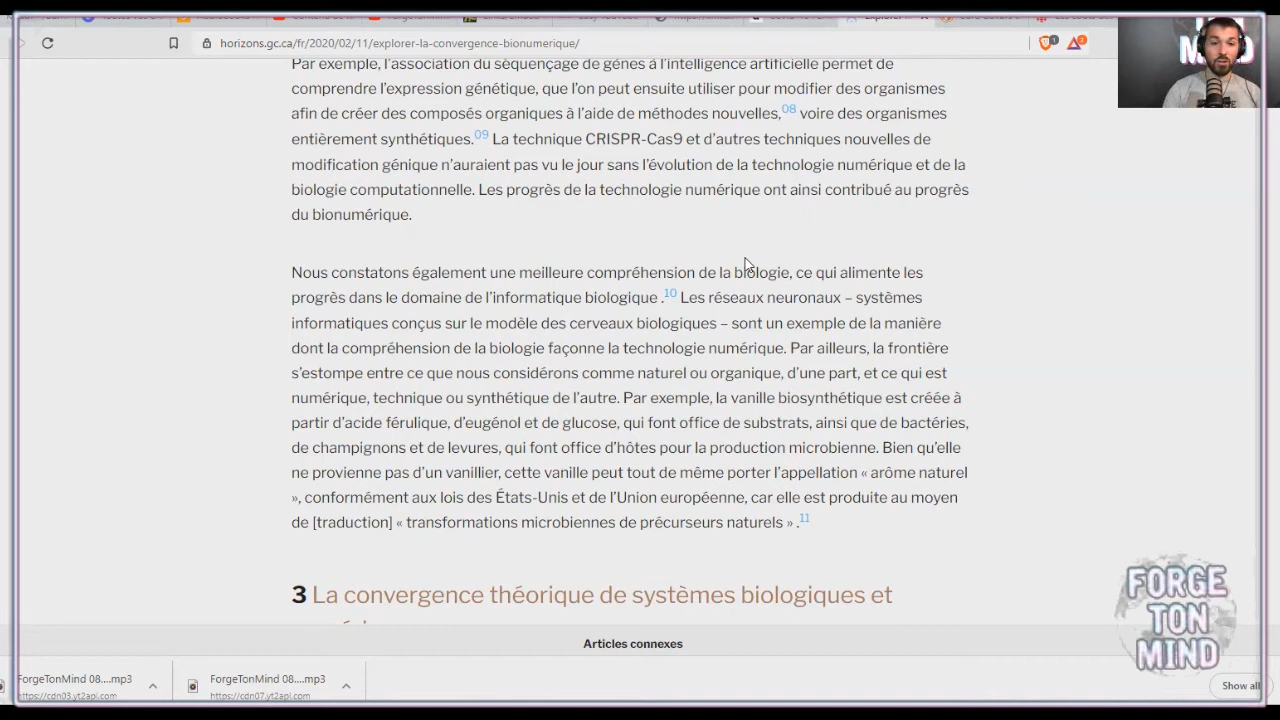 horizons.gc.ca/fr/2020/02/11/explorer-la-convergence-bionumerique/
1
2
Par exemple, l'association du séquençage de gènes à l'intelligence artificielle permet de
comprendre l'expression génétique, que l'on peut ensuite utiliser pour modifier des organismes
afin de créer des composés organiques à l'aide de méthodes nouvelles,08 voire des organismes
entièrement synthétiques.09 La technique CRISPR-Cas9 et d'autres techniques nouvelles de
modification génique n'auraient pas vu le jour sans l'évolution de la technologie numérique et de la
biologie computationnelle. Les progrès de la technologie numérique ont ainsi contribué au progrès
du bionumérique.
Nous constatons également une meilleure compréhension de la biologie, ce qui alimente les
progrès dans le domaine de l'informatique biologique .10 Les réseaux neuronaux – systèmes
informatiques conçus sur le modèle des cerveaux biologiques – sont un exemple de la manière
dont la compréhension de la biologie façonne la technologie numérique. Par ailleurs, la frontière
s'estompe entre ce que nous considérons comme naturel ou organique, d'une part, et ce qui est
numérique, technique ou synthétique de l'autre. Par exemple, la vanille biosynthétique est créée à
partir d'acide férulique, d'eugénol et de glucose, qui font office de substrats, ainsi que de bactéries,
de champignons et de levures, qui font office d'hôtes pour la production microbienne. Bien qu'elle
ne provienne pas d'un vanillier, cette vanille peut tout de même porter l'appellation « arôme naturel
», conformément aux lois des États-Unis et de l'Union européenne, car elle est produite au moyen
de [traduction] « transformations microbiennes de précurseurs naturels » .11
3 La convergence théorique de systèmes biologiques et
Articles connexes
FORGE
TON
MIND
ForgeTonMind 08....mp3
https://cdn03.yt2api.com
ForgeTonMind 08....mp3
https://cdn07.yt2api.com
Show all